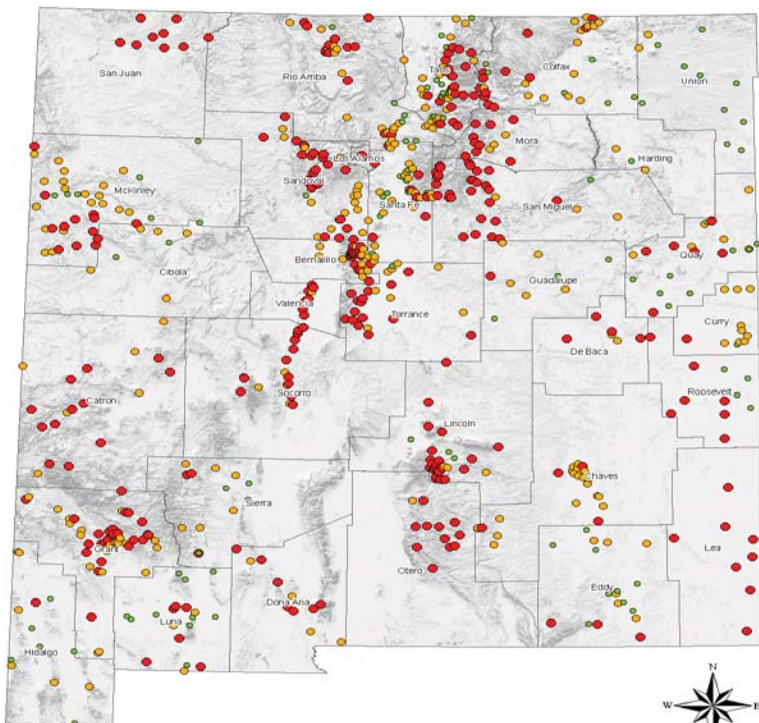 San Juan
Rio Arriba
Taos
Colfax
Union
Mora
Harding
Los Alamos
McKinley
Sandoval
Santa Fe
San Miguel
Quay
Bernalillo
Cibola
Guadalupe
Valencia
Torrance
Curry
De Baca
Socorro
Catron
Roosevelt
Lincoln
Chaves
Sierra
Grant
Lea
Otero
Eddy
Dona Ana
Luna
Hidalgo
N
W E